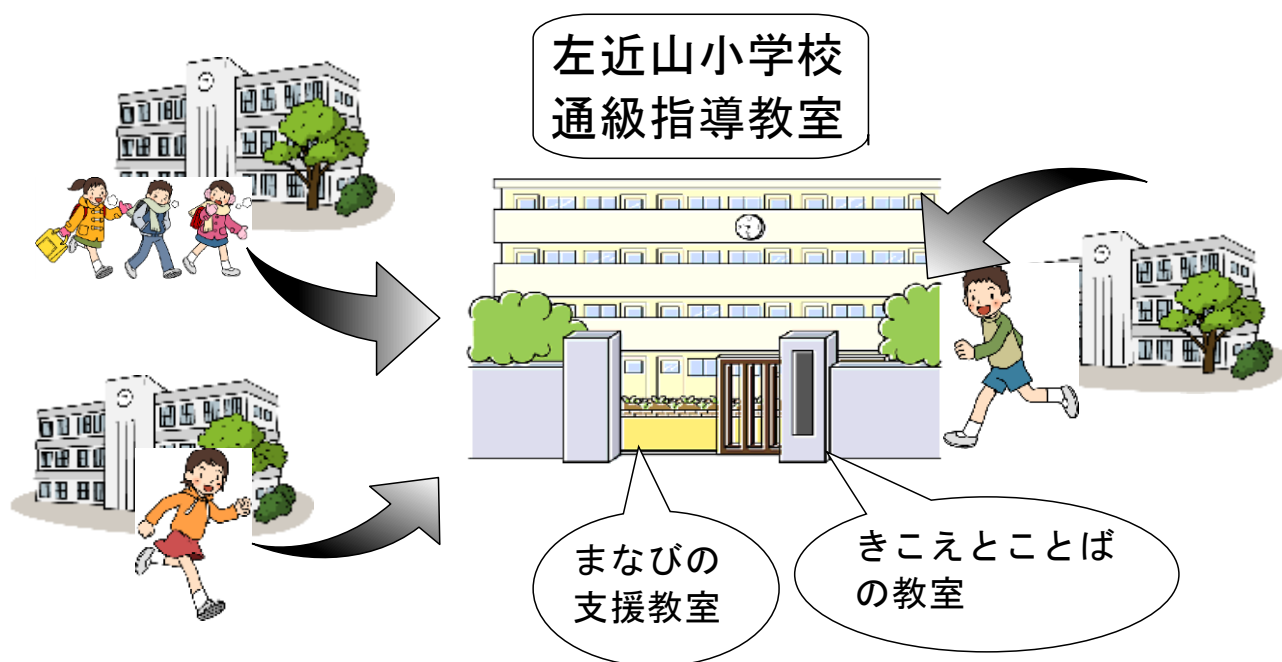 左近山小学校
通級指導教室
まなびの
支援教室
きこえとことば
の教室